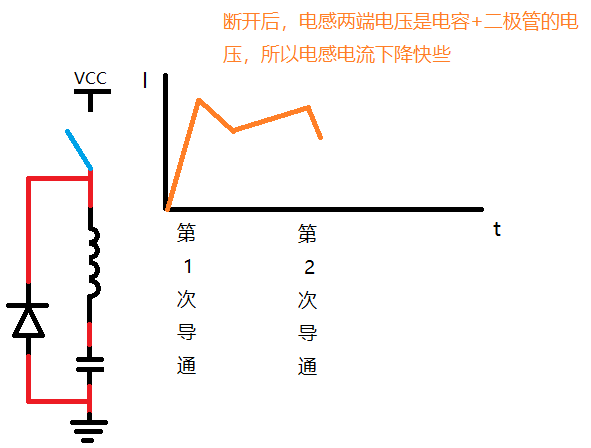 断开后，电感两端电压是电容+二极管的电
压，所以电感电流下降快些
VCC
I
t
第1次导通
第2次导通